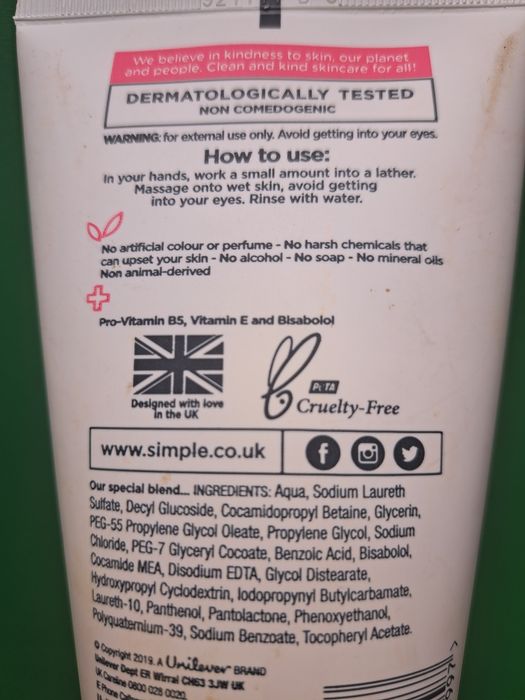 We believe in kindness to skin, our planet
and people. Clean and kind skincare for all!
DERMATOLOGICALLY TESTED
NON COMEDOGENIC
WARNING: for external use only. Avoid getting into your eyes.
How to use:
In your hands, work a small amount into a lather.
Massage onto wet skin, avoid getting
into your eyes. Rinse with water.
No artificial colour or perfume - No harsh chemicals that
can upset your skin - No alcohol - No soap - No mineral oils
Non animal-derived
Pro-Vitamin B5, Vitamin E and Bisabolol
Designed with love
in the UK
PETA
Cruelty-Free
www.simple.co.uk
Our special blend... INGREDIENTS: Aqua, Sodium Laureth
Sulfate, Decyl Glucoside, Cocamidopropyl Betaine, Glycerin,
PEG-55 Propylene Glycol Oleate, Propylene Glycol, Sodium
Chloride, PEG-7 Glyceryl Cocoate, Benzoic Acid, Bisabolol,
Cocamide MEA, Disodium EDTA, Glycol Distearate,
Hydroxypropyl Cyclodextrin, Iodopropynyl Butylcarbamate,
Laureth-10, Panthenol, Pantolactone, Phenoxyethanol,
Polyquaternium-39, Sodium Benzoate, Tocopheryl Acetate.
© Copyright 2019. A Unilever BRAND
Unilever Dept ER Wirral CH63 3JW UK
UK Careline 0800 028 0020